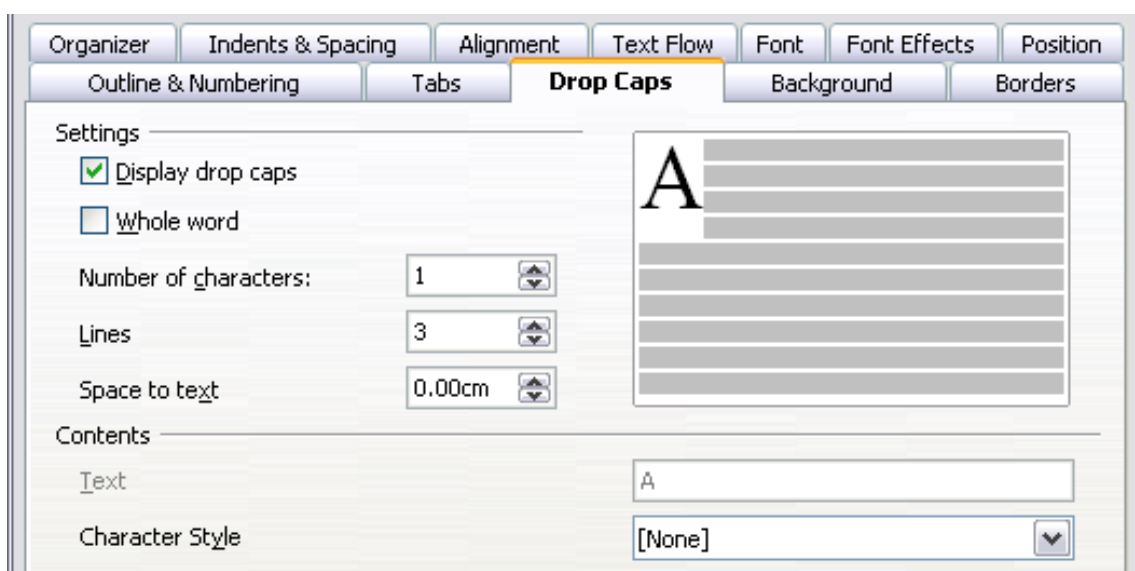 Organizer Indents & Spacing Alignment Text Flow Font Font Effects Position
Outline & Numbering Tabs Drop Caps Background Borders
Settings
Display drop caps
Whole word
Number of characters: 1
Lines 3
Space to text 0.00cm
A
Contents
Text A
Character Style [None]